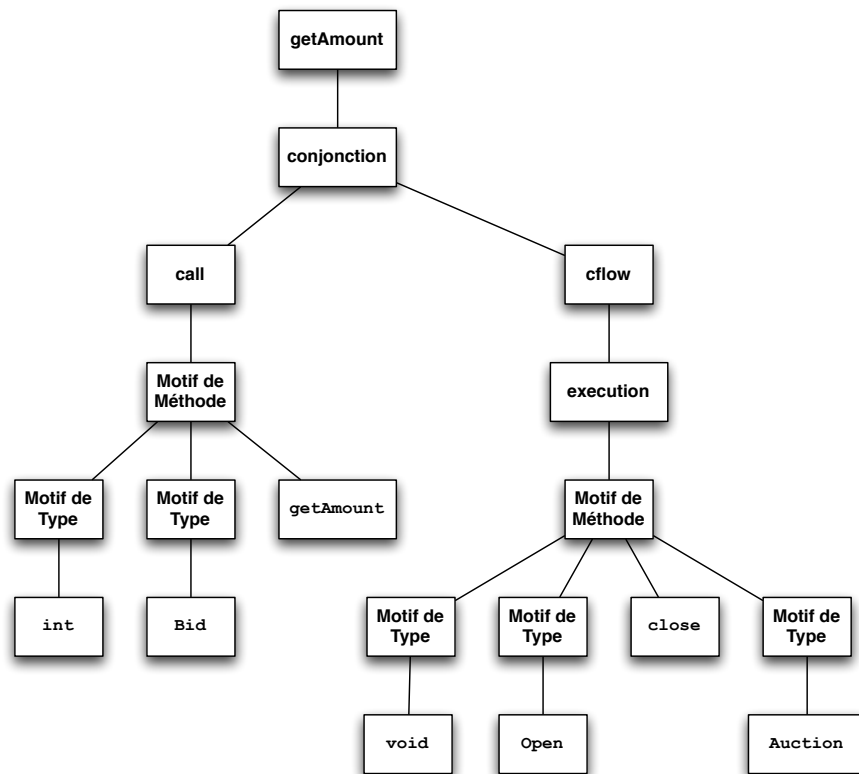 getAmount
conjonction
call
cflow
Motif de
Méthode
execution
Motif de
Type
Motif de
Type
getAmount
Motif de
Méthode
int
Bid
Motif de
Type
Motif de
Type
close
Motif de
Type
void
Open
Auction